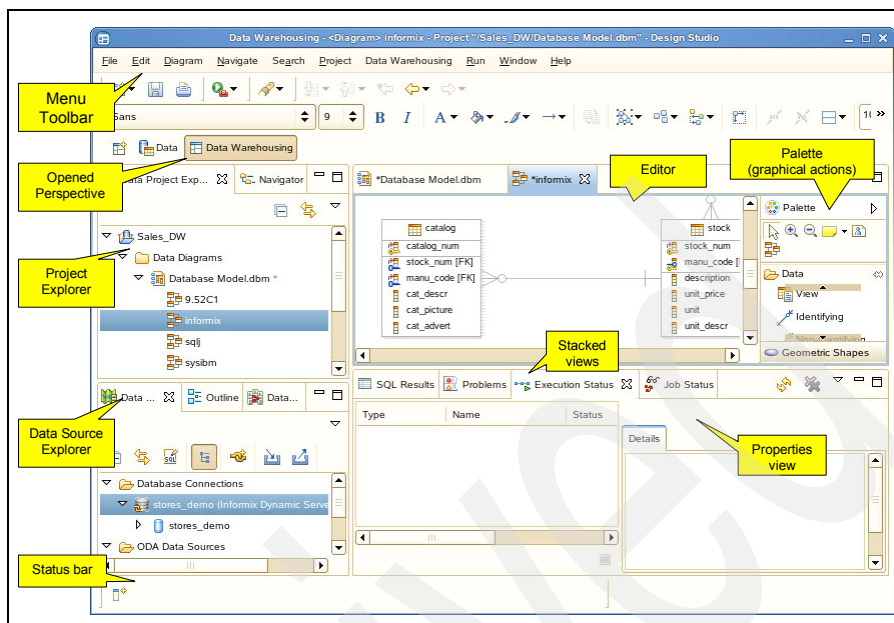 Data Warehousing - <Diagram> informix - Project "/Sales_DW/Database Model.dbm" - Design Studio
File Edit Diagram Navigate Search Project Data Warehousing Run Window Help
Menu
Toolbar
Sans 9 B I A
Data Data Warehousing
Opened
Perspective
Data Project Exp... Navigator
Sales_DW
Data Diagrams
Database Model.dbm *
9.52C1
informix
sqlj
sysibm
Project
Explorer
*Database Model.dbm *informix
Editor
catalog
catalog_num
stock_num [FK]
manu_code [FK]
cat_descr
cat_picture
cat_advert
stock
stock_num
manu_code [
description
unit_price
unit
unit_descr
Palette
(graphical actions)
Palette
Data
View
Identifying
Non-Identifying
Geometric Shapes
Stacked
views
Data ... Outline Data...
Data Source
Explorer
SQL
Database Connections
stores_demo (Informix Dynamic Serve
stores_demo
ODA Data Sources
SQL Results Problems Execution Status Job Status
Type Name Status
Details
Properties
view
Status bar